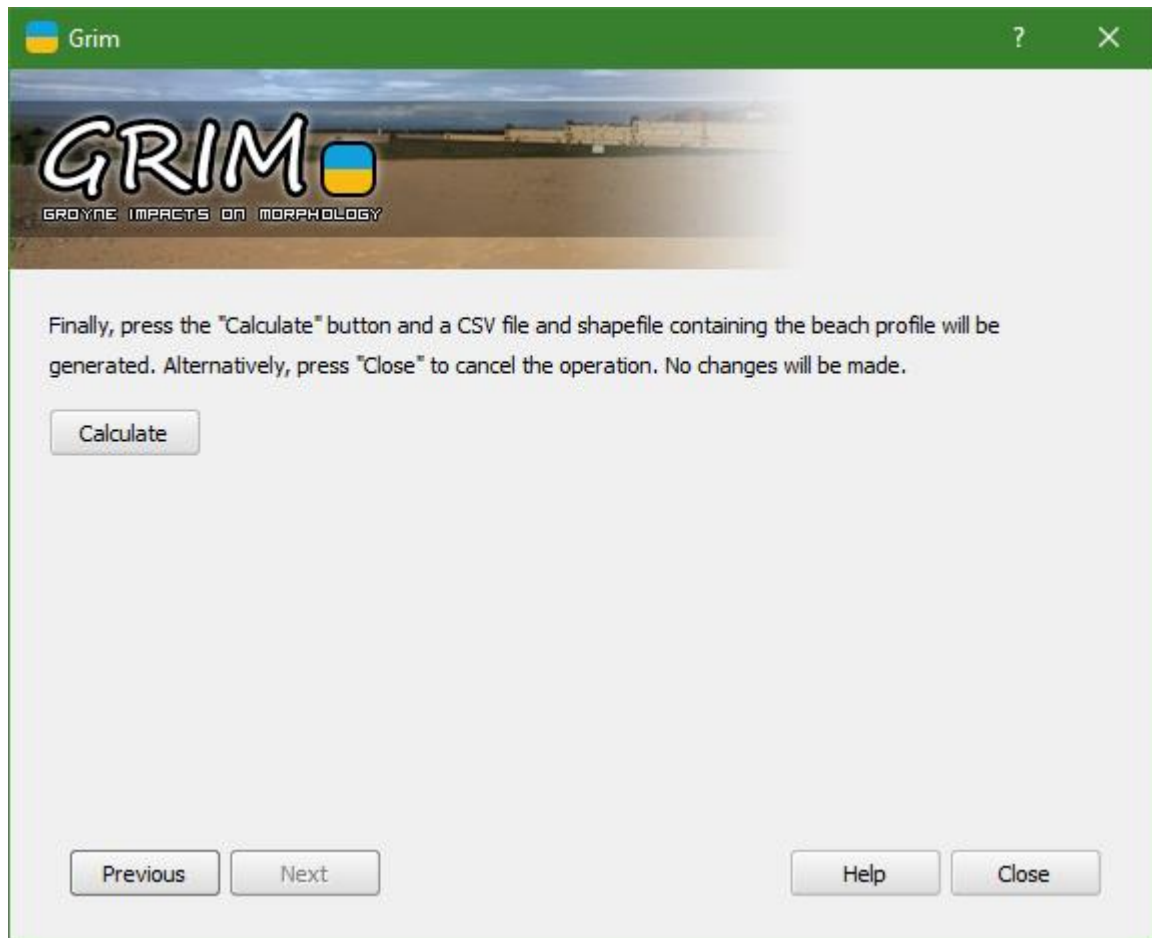 Grim
?
GRIM
GROYNE IMPACTS ON MORPHOLOGY
Finally, press the "Calculate" button and a CSV file and shapefile containing the beach profile will be
generated. Alternatively, press "Close" to cancel the operation. No changes will be made.
Calculate
Previous Next Help Close